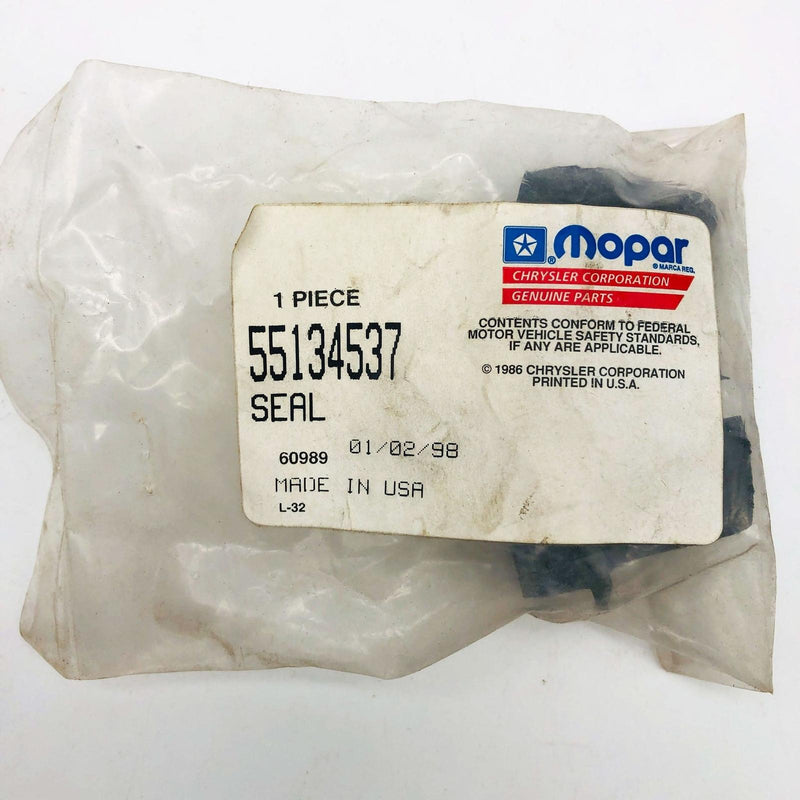 ® Mopar
® MARCA REG.
CHRYSLER CORPORATION
GENUINE PARTS
CONTENTS CONFORM TO FEDERAL
MOTOR VEHICLE SAFETY STANDARDS,
IF ANY ARE APPLICABLE.
© 1986 CHRYSLER CORPORATION
PRINTED IN U.S.A.
1 PIECE
55134537
SEAL
60989 01/02/98
MADE IN USA
L-32